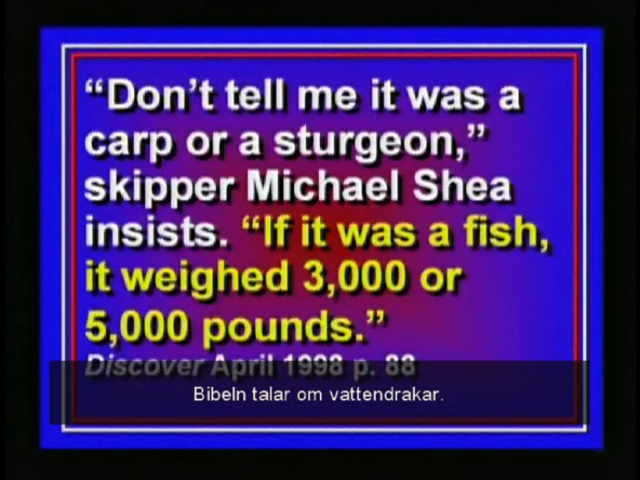 “Don’t tell me it was a
carp or a sturgeon,”
skipper Michael Shea
insists. “If it was a fish,
it weighed 3,000 or
5,000 pounds.”
Discover April 1998 p. 88
Bibeln talar om vattendrakar.